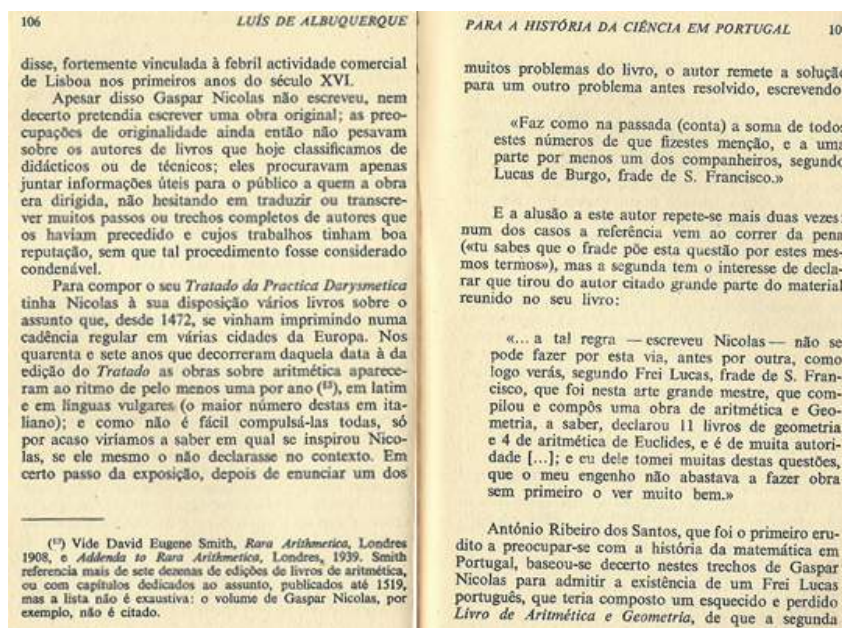 106 LUÍS DE ALBUQUERQUE
disse, fortemente vinculada à febril actividade comercial
de Lisboa nos primeiros anos do século XVI.
Apesar disso Gaspar Nicolas não escreveu, nem
decerto pretendia escrever uma obra original; as preo-
cupações de originalidade ainda então não pesavam
sobre os autores de livros que hoje classificamos de
didácticos ou de técnicos; eles procuravam apenas
juntar informações úteis para o público a quem a obra
era dirigida, não hesitando em traduzir ou transcre-
ver muitos passos ou trechos completos de autores que
os haviam precedido e cujos trabalhos tinham boa
reputação, sem que tal procedimento fosse considerado
condenável.
Para compor o seu Tratado da Practica Darysmetica
tinha Nicolas à sua disposição vários livros sobre o
assunto que, desde 1472, se vinham imprimindo numa
cadência regular em várias cidades da Europa. Nos
quarenta e sete anos que decorreram daquela data à da
edição do Tratado as obras sobre aritmética aparece-
ram ao ritmo de pelo menos uma por ano (¹³), em latim
e em línguas vulgares (o maior número destas em ita-
liano); e como não é fácil compulsá-las todas, só
por acaso viríamos a saber em qual se inspirou Nico-
las, se ele mesmo o não declarasse no contexto. Em
certo passo da exposição, depois de enunciar um dos
(¹³) Vide David Eugene Smith, Rara Arithmetica, Londres
1908, e Addenda to Rara Arithmetica, Londres, 1939. Smith
referencia mais de sete dezenas de edições de livros de aritmética,
ou com capítulos dedicados ao assunto, publicados até 1519,
mas a lista não é exaustiva: o volume de Gaspar Nicolas, por
exemplo, não é citado.
PARA A HISTÓRIA DA CIÊNCIA EM PORTUGAL 10
muitos problemas do livro, o autor remete a solução
para um outro problema antes resolvido, escrevendo
«Faz como na passada (conta) a soma de todos
estes números de que fizestes menção, e a uma
parte por menos um dos companheiros, segundo
Lucas de Burgo, frade de S. Francisco.»
E a alusão a este autor repete-se mais duas vezes:
num dos casos a referência vem ao correr da pena
(«tu sabes que o frade põe esta questão por estes mes-
mos termos»), mas a segunda tem o interesse de decla-
rar que tirou do autor citado grande parte do material
reunido no seu livro:
«... a tal regra — escreveu Nicolas — não se
pode fazer por esta via, antes por outra, como
logo verás, segundo Frei Lucas, frade de S. Fran-
cisco, que foi nesta arte grande mestre, que com-
pilou e compôs uma obra de aritmética e Geo-
metria, a saber, declarou 11 livros de geometria
e 4 de aritmética de Euclides, e é de muita autori-
dade [...]; e eu dele tomei muitas destas questões,
que o meu engenho não abastava a fazer obra
sem primeiro o ver muito bem.»
António Ribeiro dos Santos, que foi o primeiro eru-
dito a preocupar-se com a história da matemática em
Portugal, baseou-se decerto nestes trechos de Gaspar
Nicolas para admitir a existência de um Frei Lucas
português, que teria composto um esquecido e perdido
Livro de Aritmética e Geometria, de que a segunda